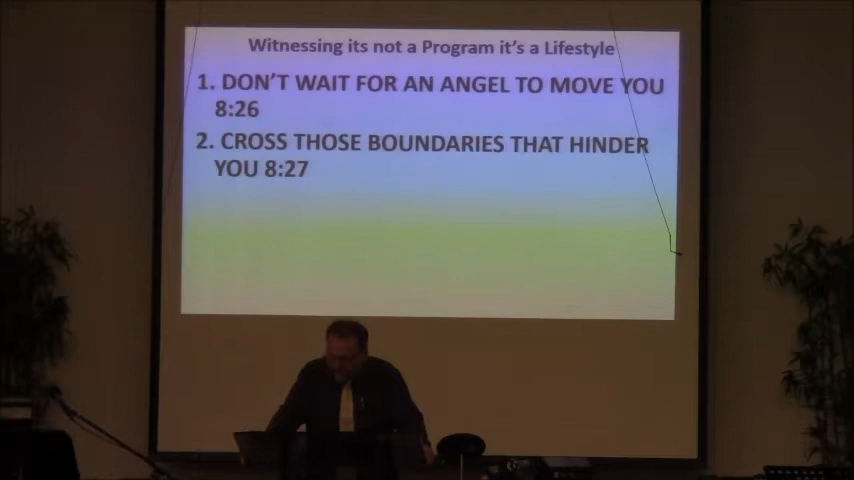 Witnessing its not a Program it's a Lifestyle
1. DON'T WAIT FOR AN ANGEL TO MOVE YOU
8:26
2. CROSS THOSE BOUNDARIES THAT HINDER
YOU 8:27